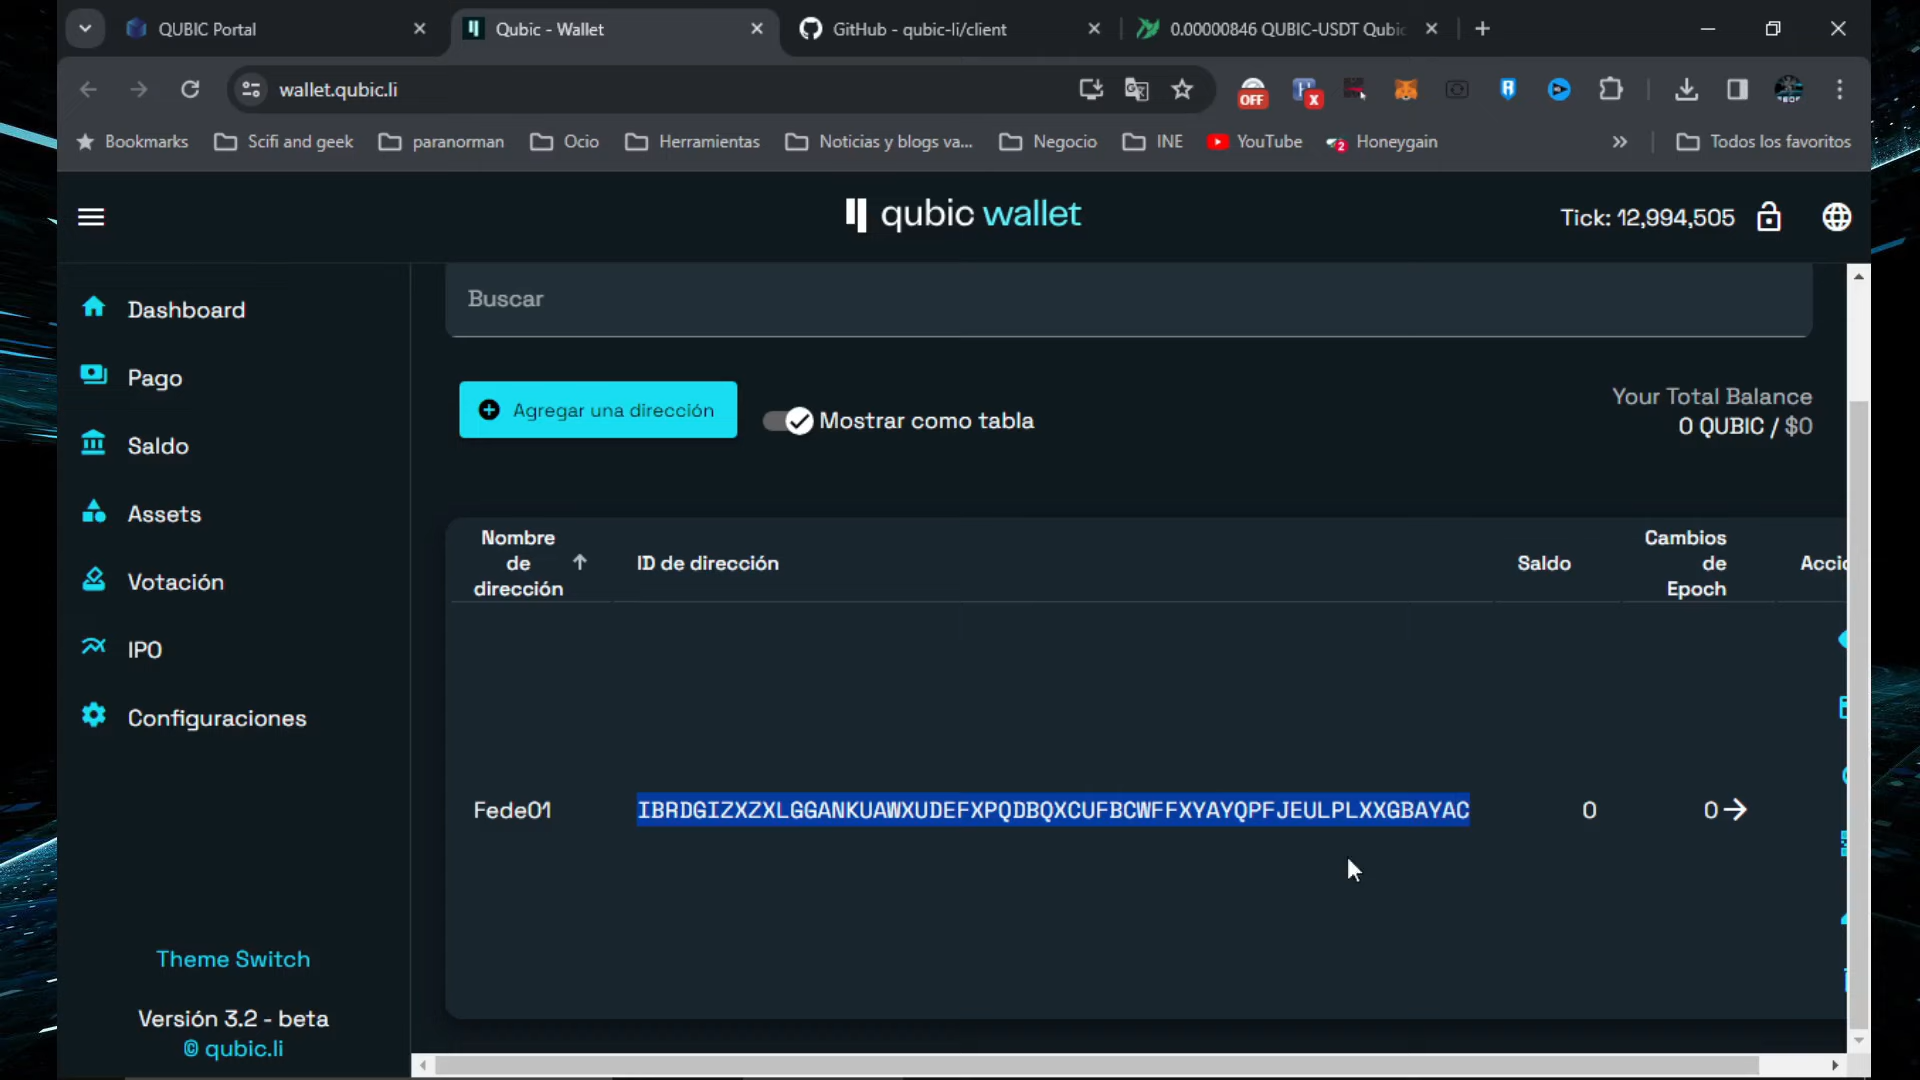 QUBIC Portal
Qubic - Wallet
GitHub - qubic-li/client
0.00000846 QUBIC-USDT Qubic
wallet.qubic.li
OFF
X
Bookmarks
Scifi and geek
paranorman
Ocio
Herramientas
Noticias y blogs va...
Negocio
INE
YouTube
2
Honeygain
Todos los favoritos
qubic wallet
Tick: 12,994,505
Dashboard
Pago
Saldo
Assets
Votación
IPO
Configuraciones
Theme Switch
Versión 3.2 - beta
© qubic.li
Buscar
Agregar una dirección
Mostrar como tabla
Your Total Balance
0 QUBIC / $0
Nombre
de
dirección
ID de dirección
Saldo
Cambios
de
Epoch
Accio
Fede01
IBRDGIZXZXLGGANKUAWXUDEFXPQDBQXCUFBCWFFXYAYQPFJEULPLXXGBAYAC
0
0